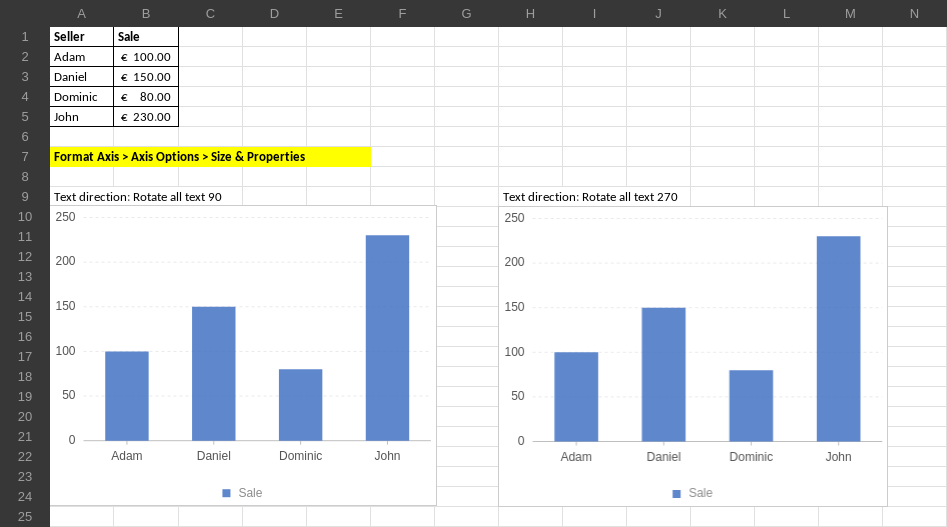 A B C D E F G H I J K L M N
1 Seller Sale
2 Adam € 100.00
3 Daniel € 150.00
4 Dominic € 80.00
5 John € 230.00
6
7 Format Axis > Axis Options > Size & Properties
8
9 Text direction: Rotate all text 90 Text direction: Rotate all text 270
10
11
12
13
14
15
16
17
18
19
20
21
22
23
24
25
250
200
150
100
50
0
Adam Daniel Dominic John
Sale
250
200
150
100
50
0
Adam Daniel Dominic John
Sale